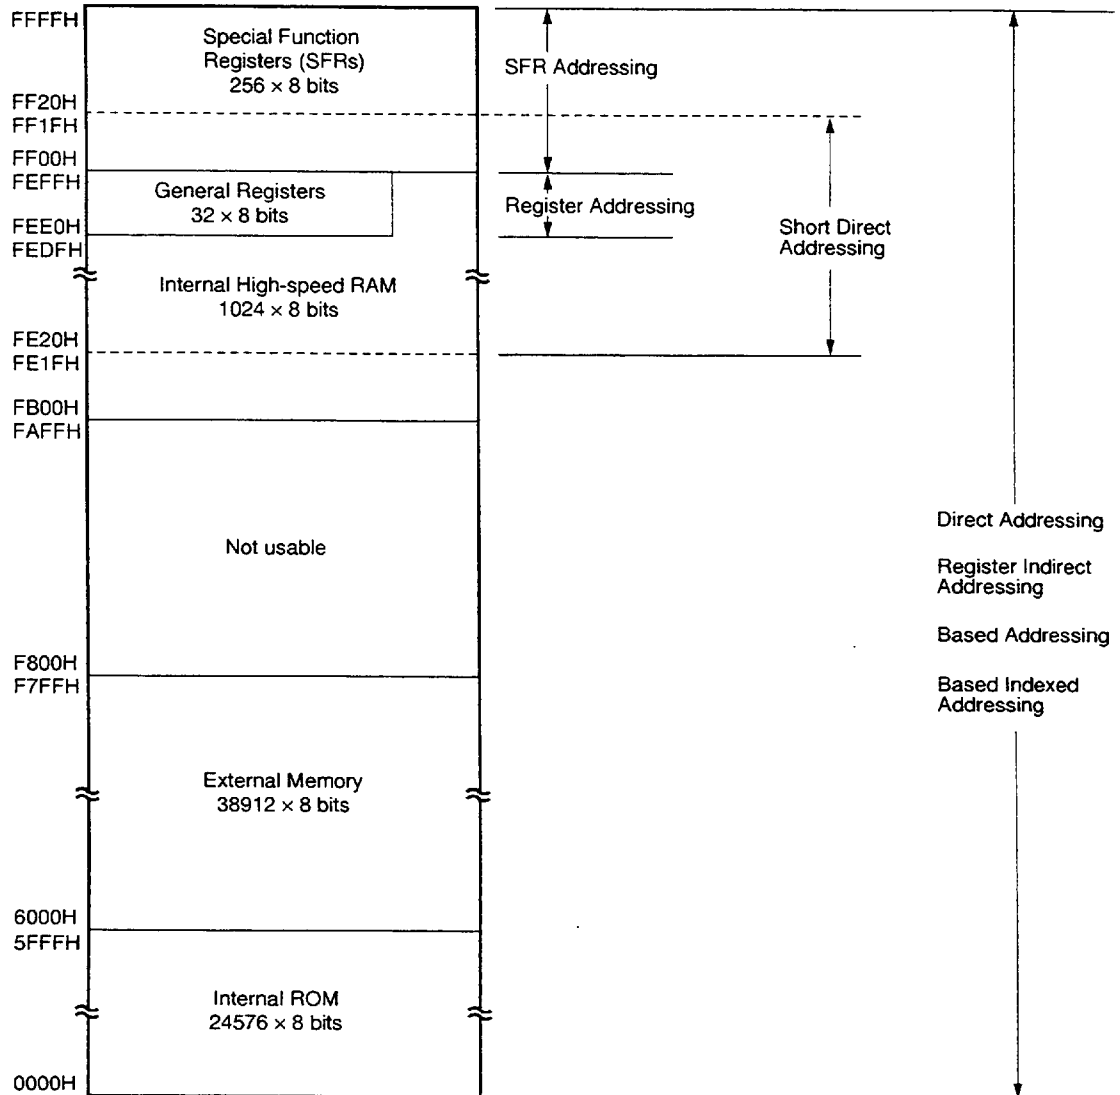 FFFFH
Special Function
Registers (SFRs)
256 × 8 bits
SFR Addressing
FF20H
FF1FH
FF00H
FEFFH
General Registers
32 × 8 bits
Register Addressing
FEE0H
FEDFH
Short Direct
Addressing
Internal High-speed RAM
1024 × 8 bits
FE20H
FE1FH
FB00H
FAFFH
Not usable
Direct Addressing
Register Indirect
Addressing
Based Addressing
Based Indexed
Addressing
F800H
F7FFH
External Memory
38912 × 8 bits
6000H
5FFFH
Internal ROM
24576 × 8 bits
0000H